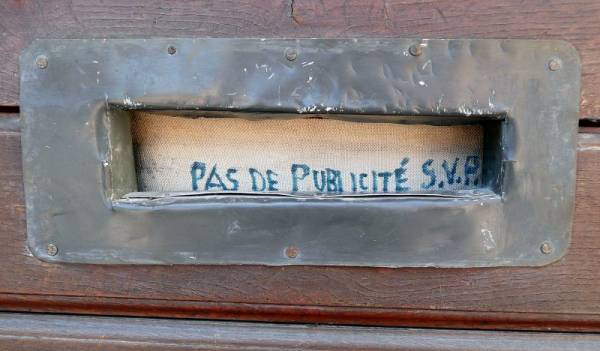 PAS DE PUBLICITÉ S.V.P.